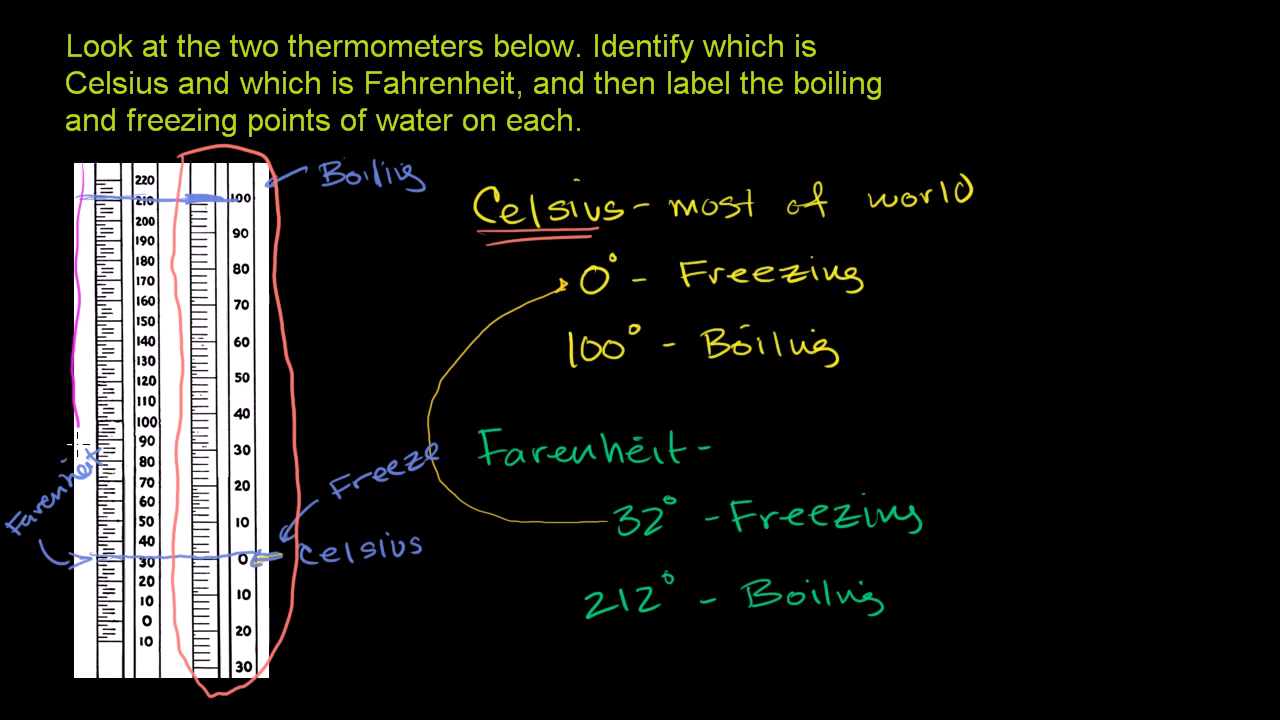 Look at the two thermometers below. Identify which is
Celsius and which is Fahrenheit, and then label the boiling
and freezing points of water on each.
Boiling
Celsius - most of world
0° - Freezing
100° - Boiling
Farenheit -
32° - Freezing
212° - Boiling
Freeze
Celsius
Farenheit
220
210
200
190
180
170
160
150
140
130
120
110
100
90
80
70
60
50
40
30
20
10
0
10
100
90
80
70
60
50
40
30
20
10
0
10
20
30